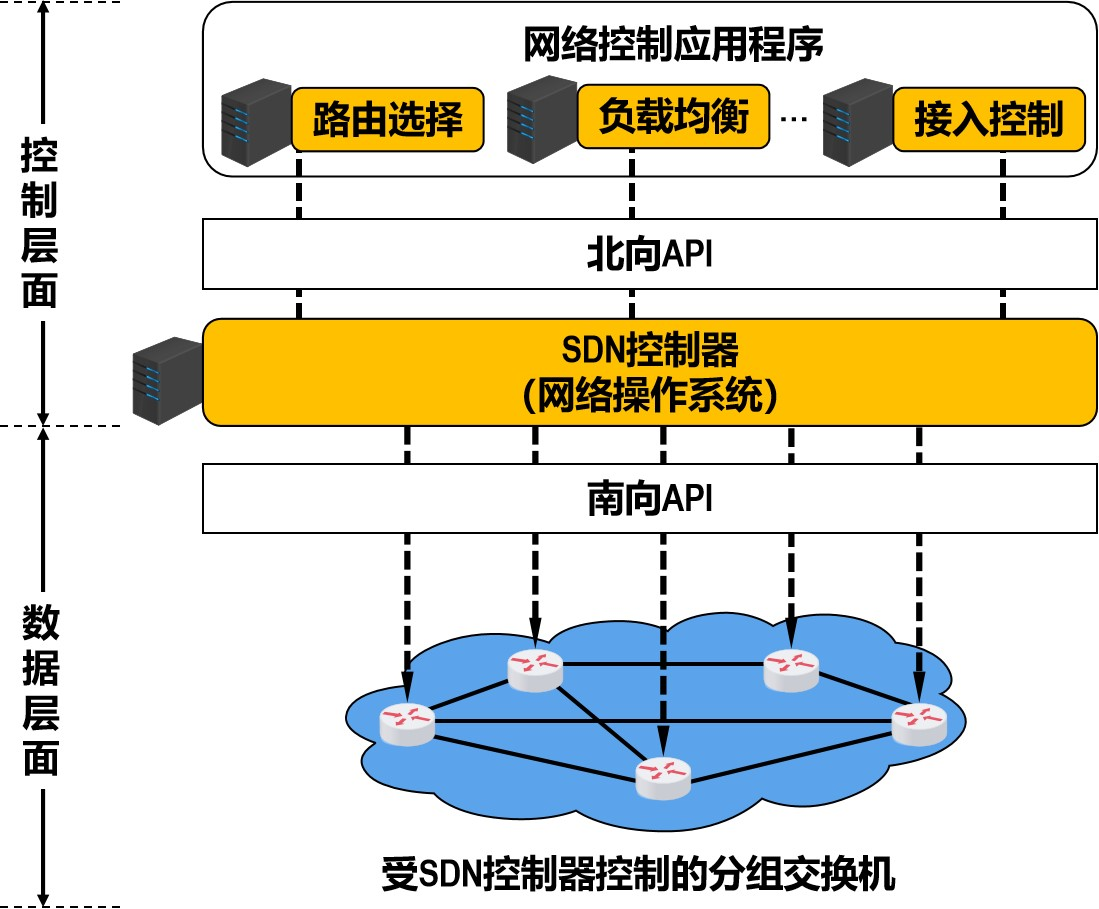 网络控制应用程序
路由选择
负载均衡
...
接入控制
控制层面
北向API
SDN控制器
(网络操作系统)
南向API
数据层面
受SDN控制器控制的分组交换机